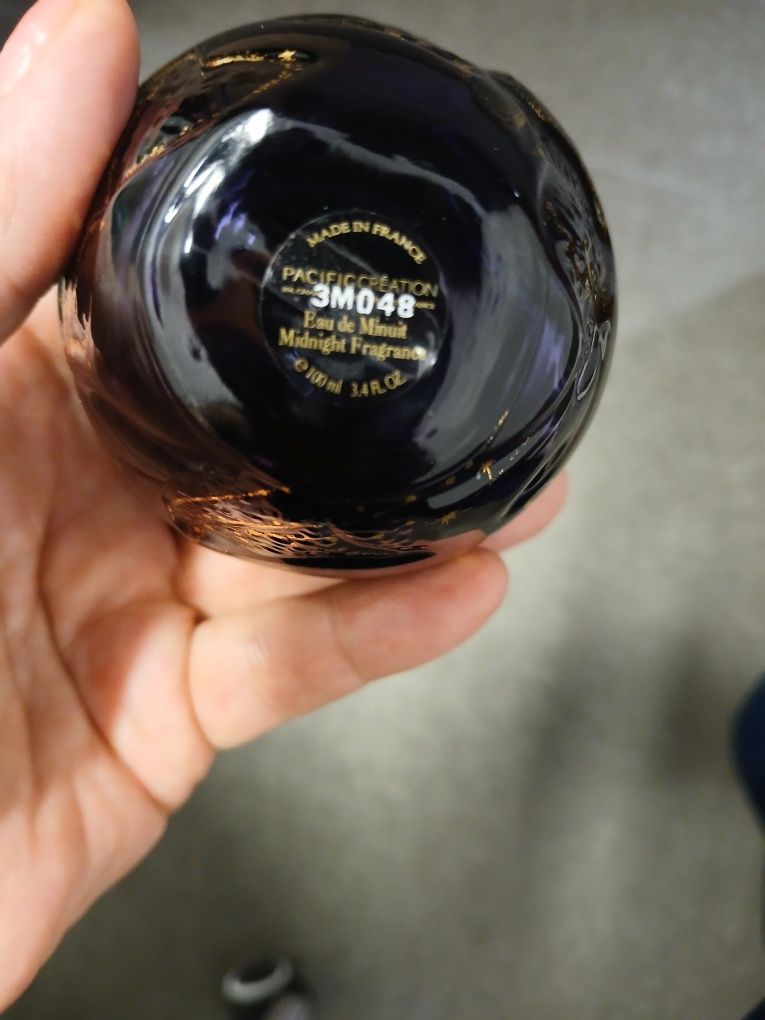 MADE IN FRANCE
PACIFIC CRÉATION
3M048
Eau de Minuit
Midnight Fragrance
e 100 ml 3.4 FL.OZ